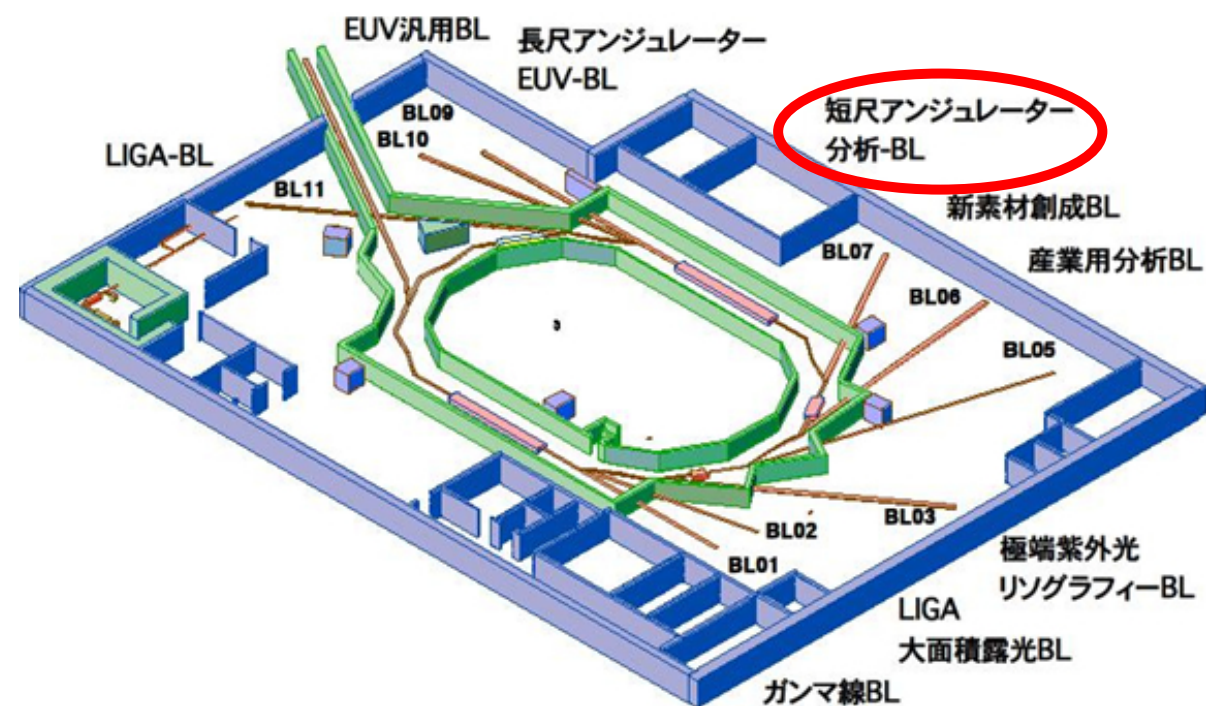 EUV汎用BL
長尺アンジュレーター
EUV-BL
短尺アンジュレーター
分析-BL
LIGA-BL
BL09
BL10
BL11
新素材創成BL
産業用分析BL
BL07
BL06
BL05
3
BL03
BL02
BL01
極端紫外光
リソグラフィーBL
LIGA
大面積露光BL
ガンマ線BL